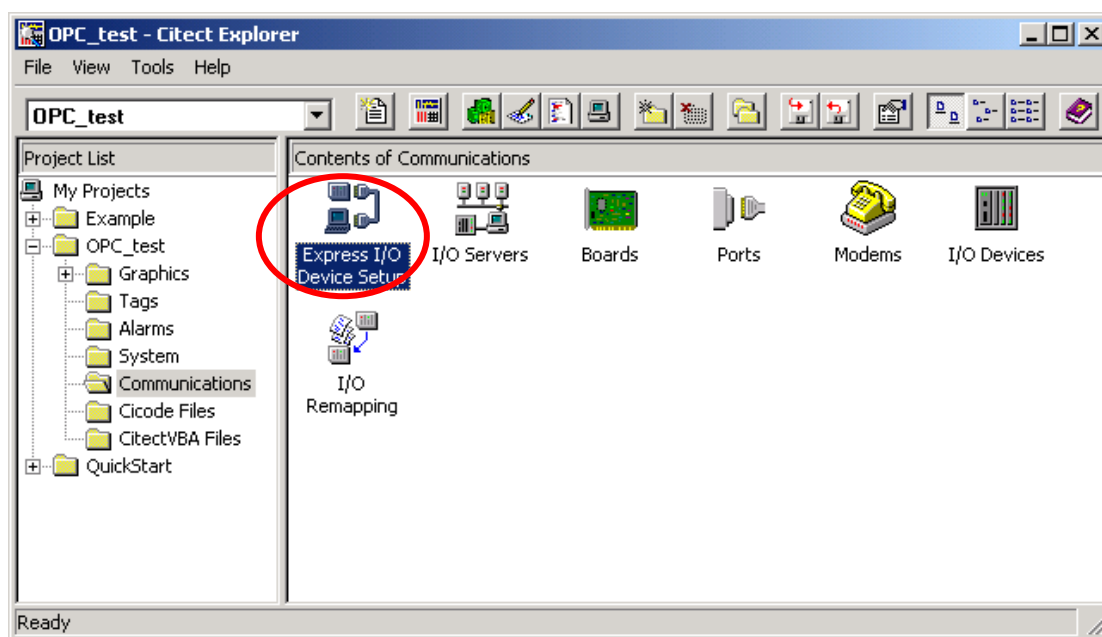 OPC_test - Citect Explorer
File View Tools Help
OPC_test
Project List
My Projects
Example
OPC_test
Graphics
Tags
Alarms
System
Communications
Cicode Files
CitectVBA Files
QuickStart
Contents of Communications
Express I/O
Device Setup
I/O Servers
Boards
Ports
Modems
I/O Devices
I/O
Remapping
Ready